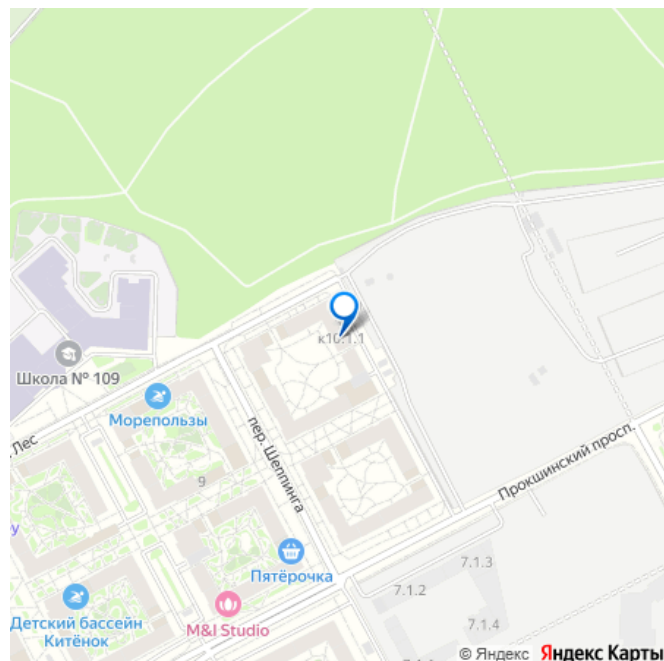 к10.1.1
Школа № 109
Морепользы
Лес
пер. Шеппинга
Прокшинский просп.
9
у
Пятёрочка
7.1.3
7.1.2
Детский бассейн
Китёнок
M&I Studio
7.1.4
© Яндекс Яндекс Карты